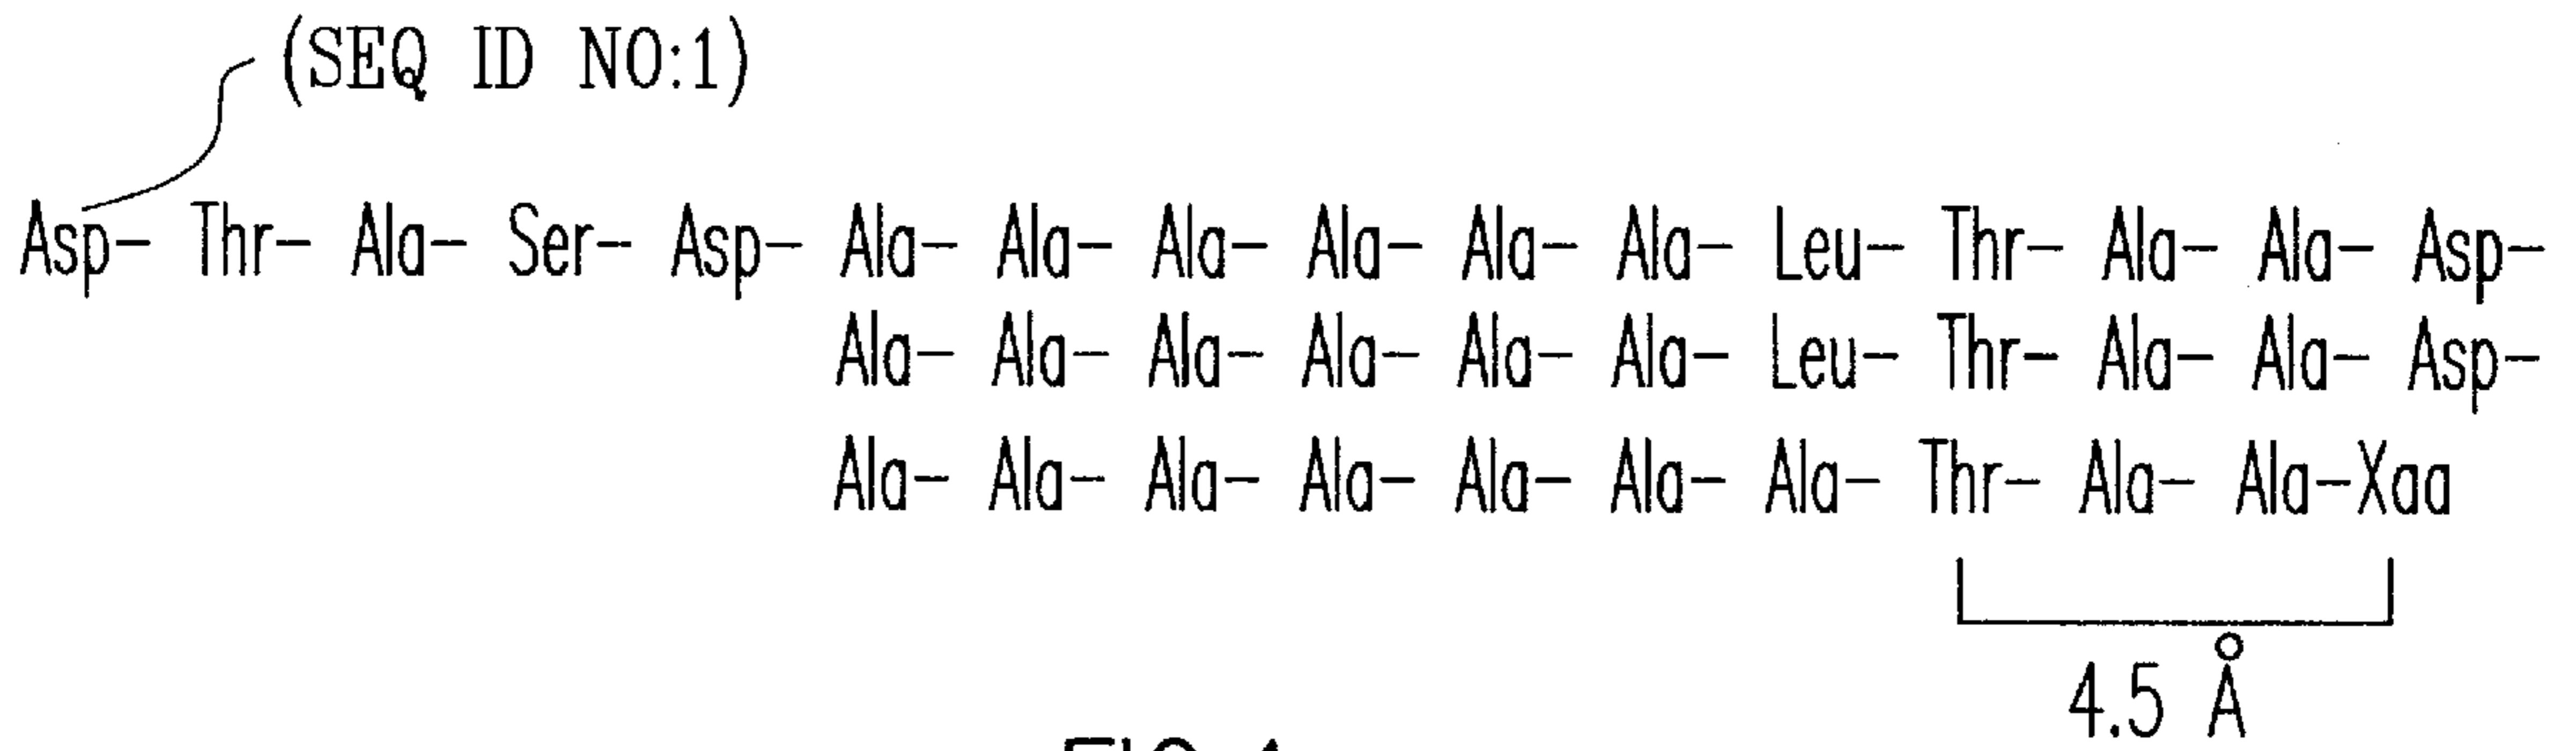 (SEQ ID NO:1)
Asp- Thr- Ala- Ser- Asp- Ala- Ala- Ala- Ala- Ala- Ala- Leu- Thr- Ala- Ala- Asp-
Ala- Ala- Ala- Ala- Ala- Ala- Leu- Thr- Ala- Ala- Asp-
Ala- Ala- Ala- Ala- Ala- Ala- Ala- Thr- Ala- Ala-Xaa
4.5 Å